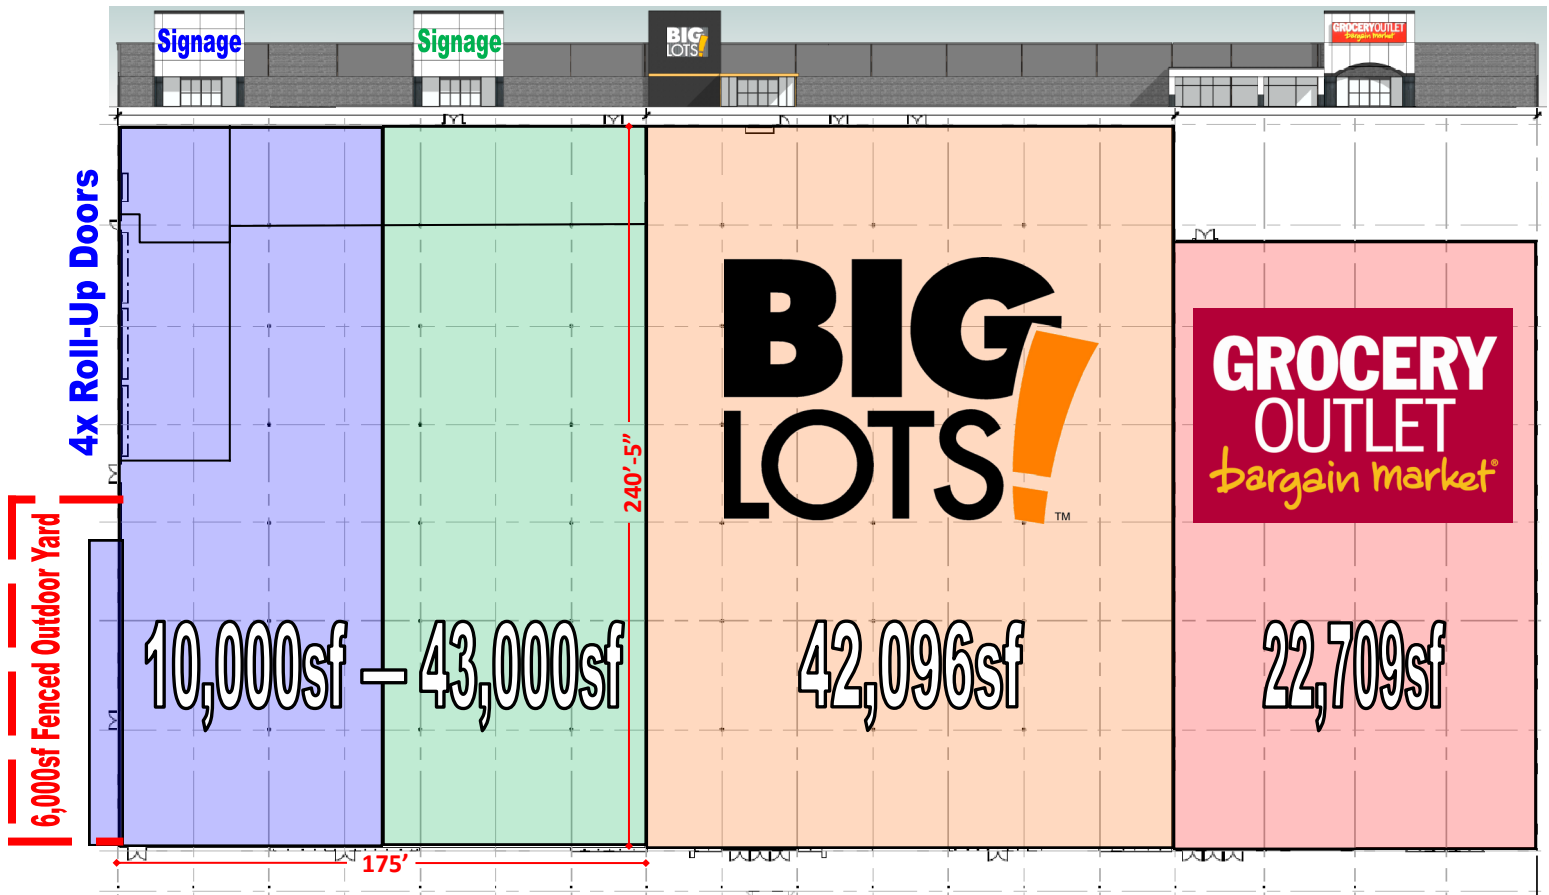 Signage
Signage
BIG
LOTS!
GROCERY OUTLET
bargain market
4x Roll-Up Doors
6,000sf Fenced Outdoor Yard
240'-5"
175'
BIG
LOTS!
™
GROCERY
OUTLET
bargain market®
10,000sf – 43,000sf
42,096sf
22,709sf